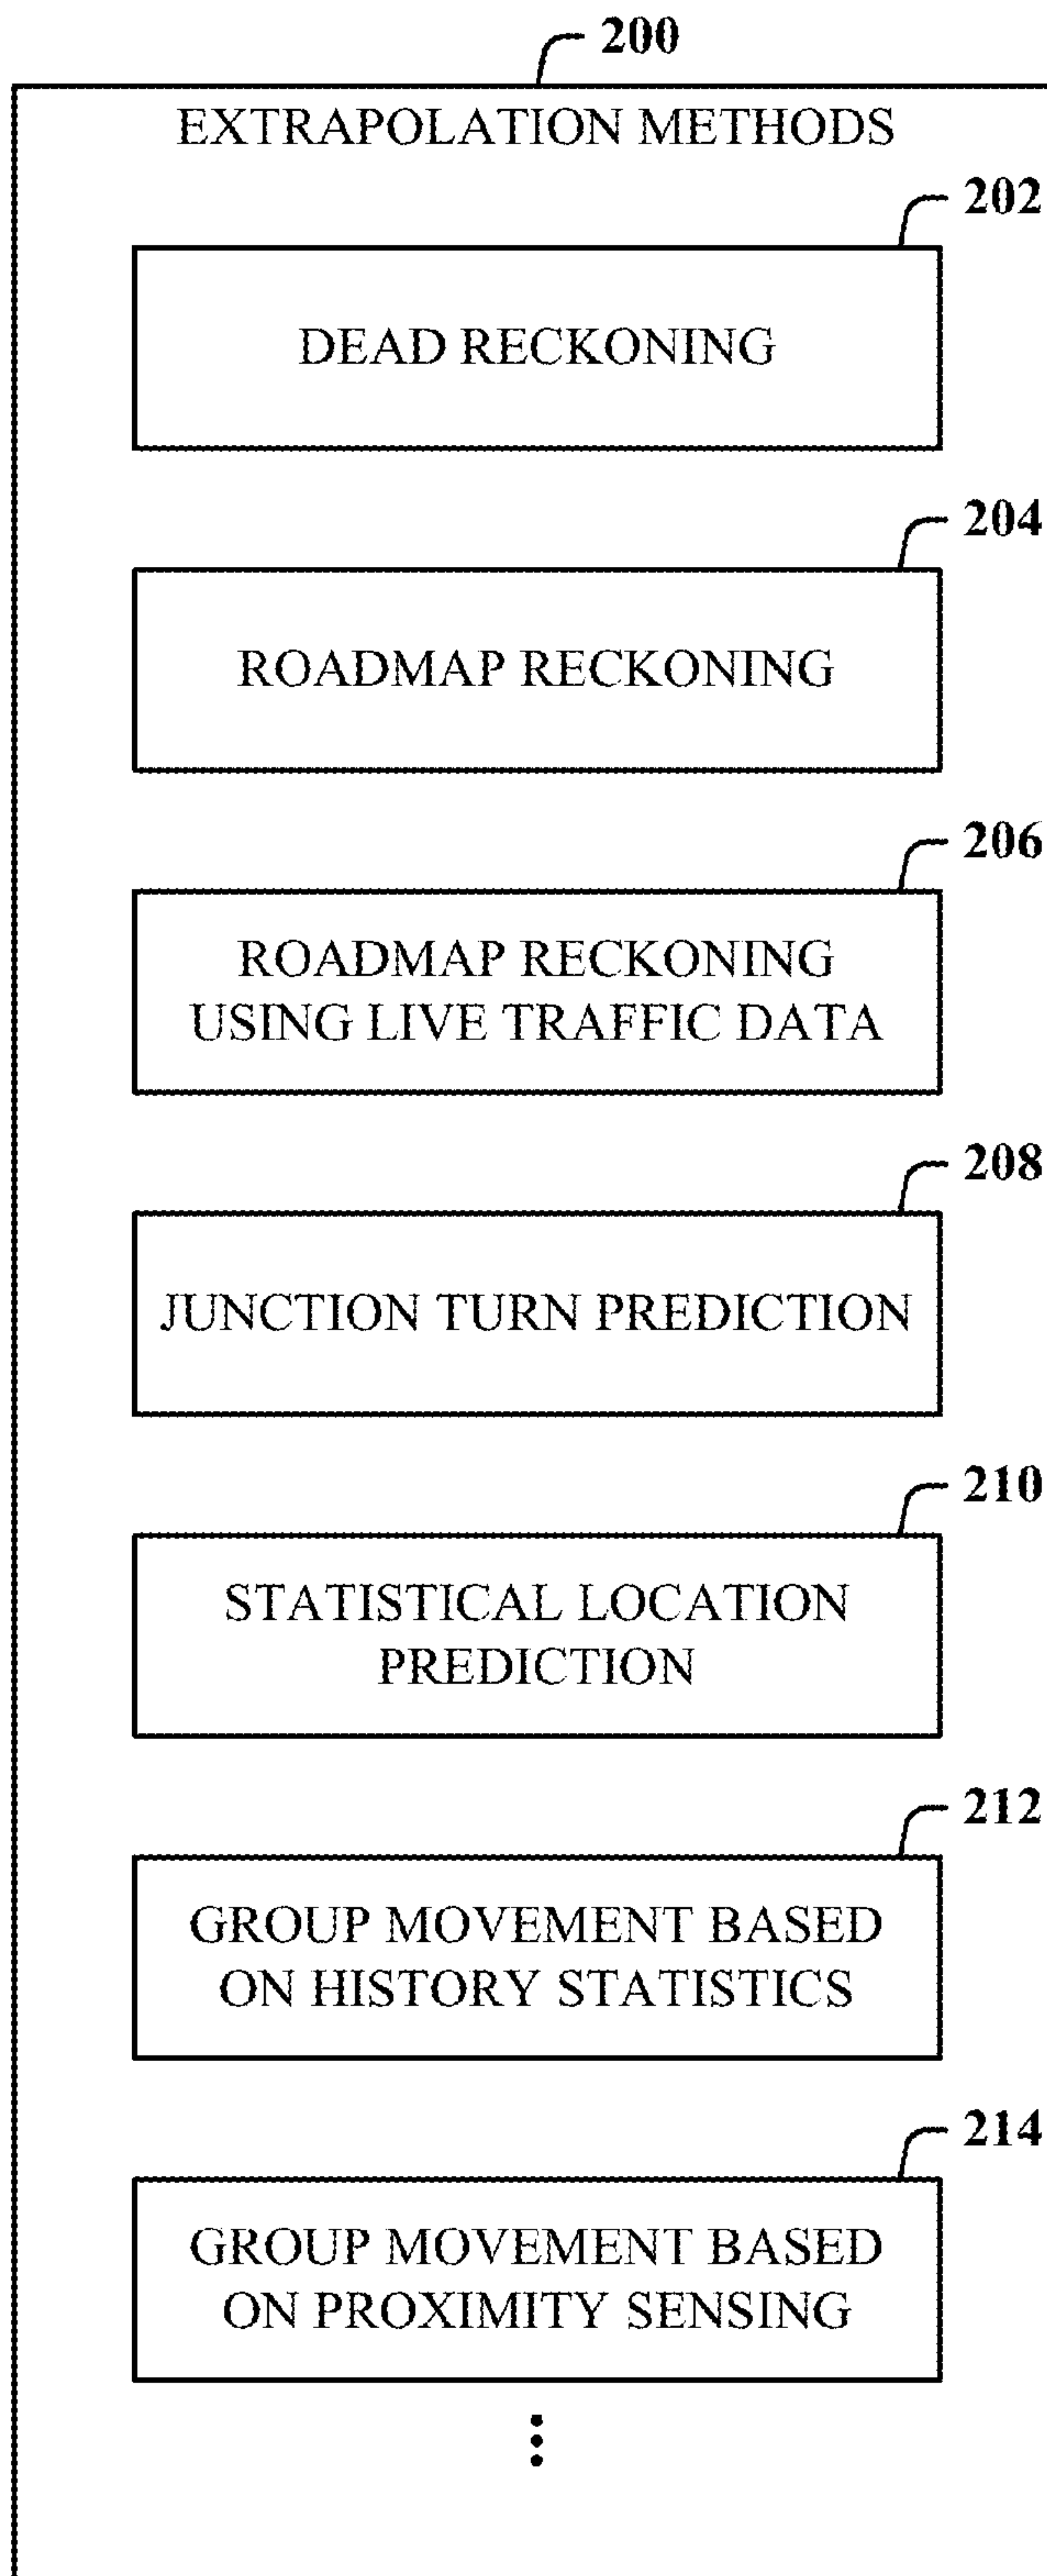 200
EXTRAPOLATION METHODS
202
DEAD RECKONING
204
ROADMAP RECKONING
206
ROADMAP RECKONING
USING LIVE TRAFFIC DATA
208
JUNCTION TURN PREDICTION
210
STATISTICAL LOCATION
PREDICTION
212
GROUP MOVEMENT BASED
ON HISTORY STATISTICS
214
GROUP MOVEMENT BASED
ON PROXIMITY SENSING